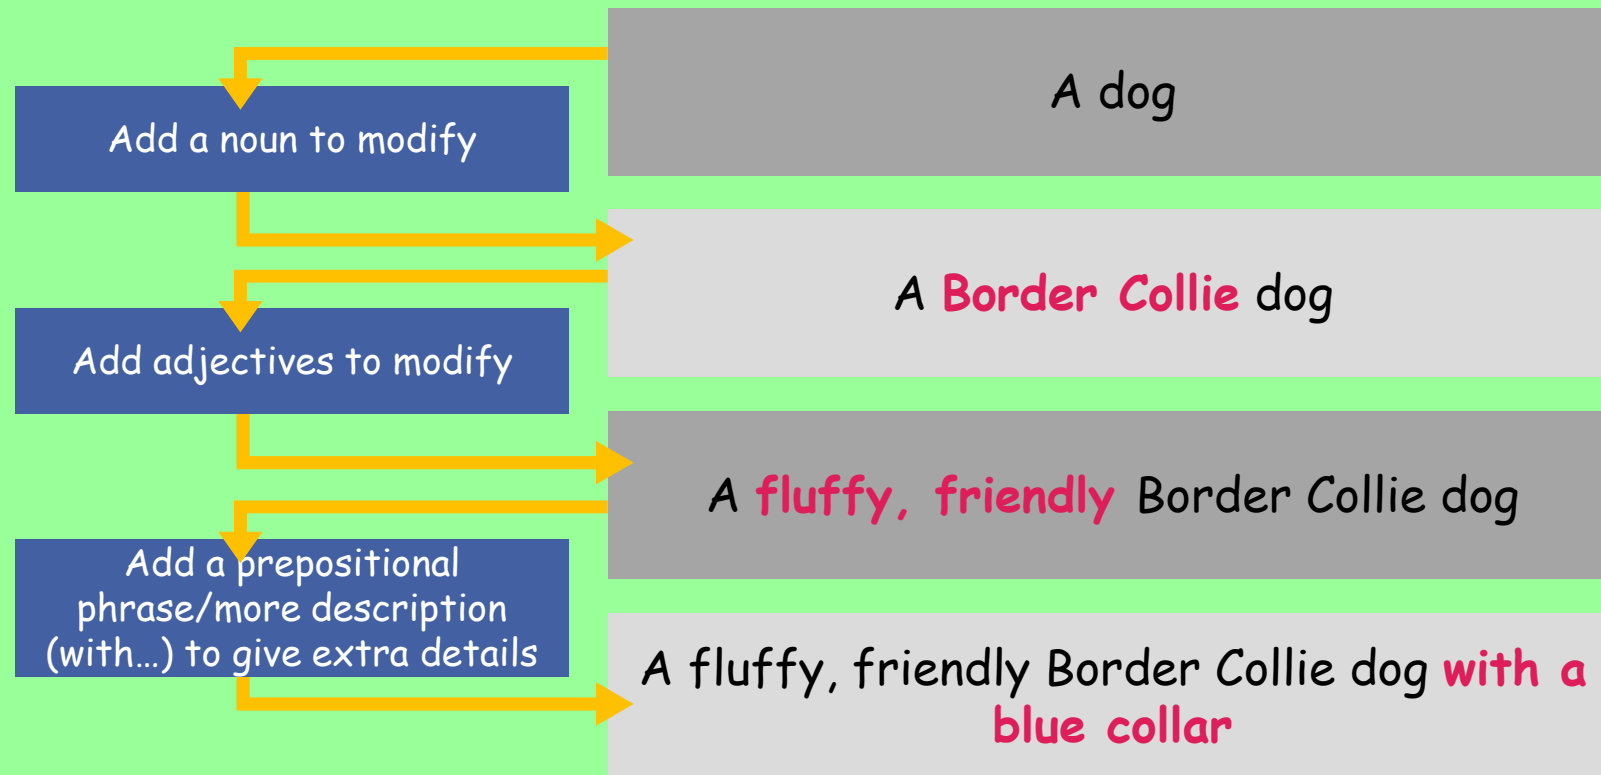 A dog
Add a noun to modify
A Border Collie dog
Add adjectives to modify
A fluffy, friendly Border Collie dog
Add a prepositional
phrase/more description
(with…) to give extra details
A fluffy, friendly Border Collie dog with a
blue collar